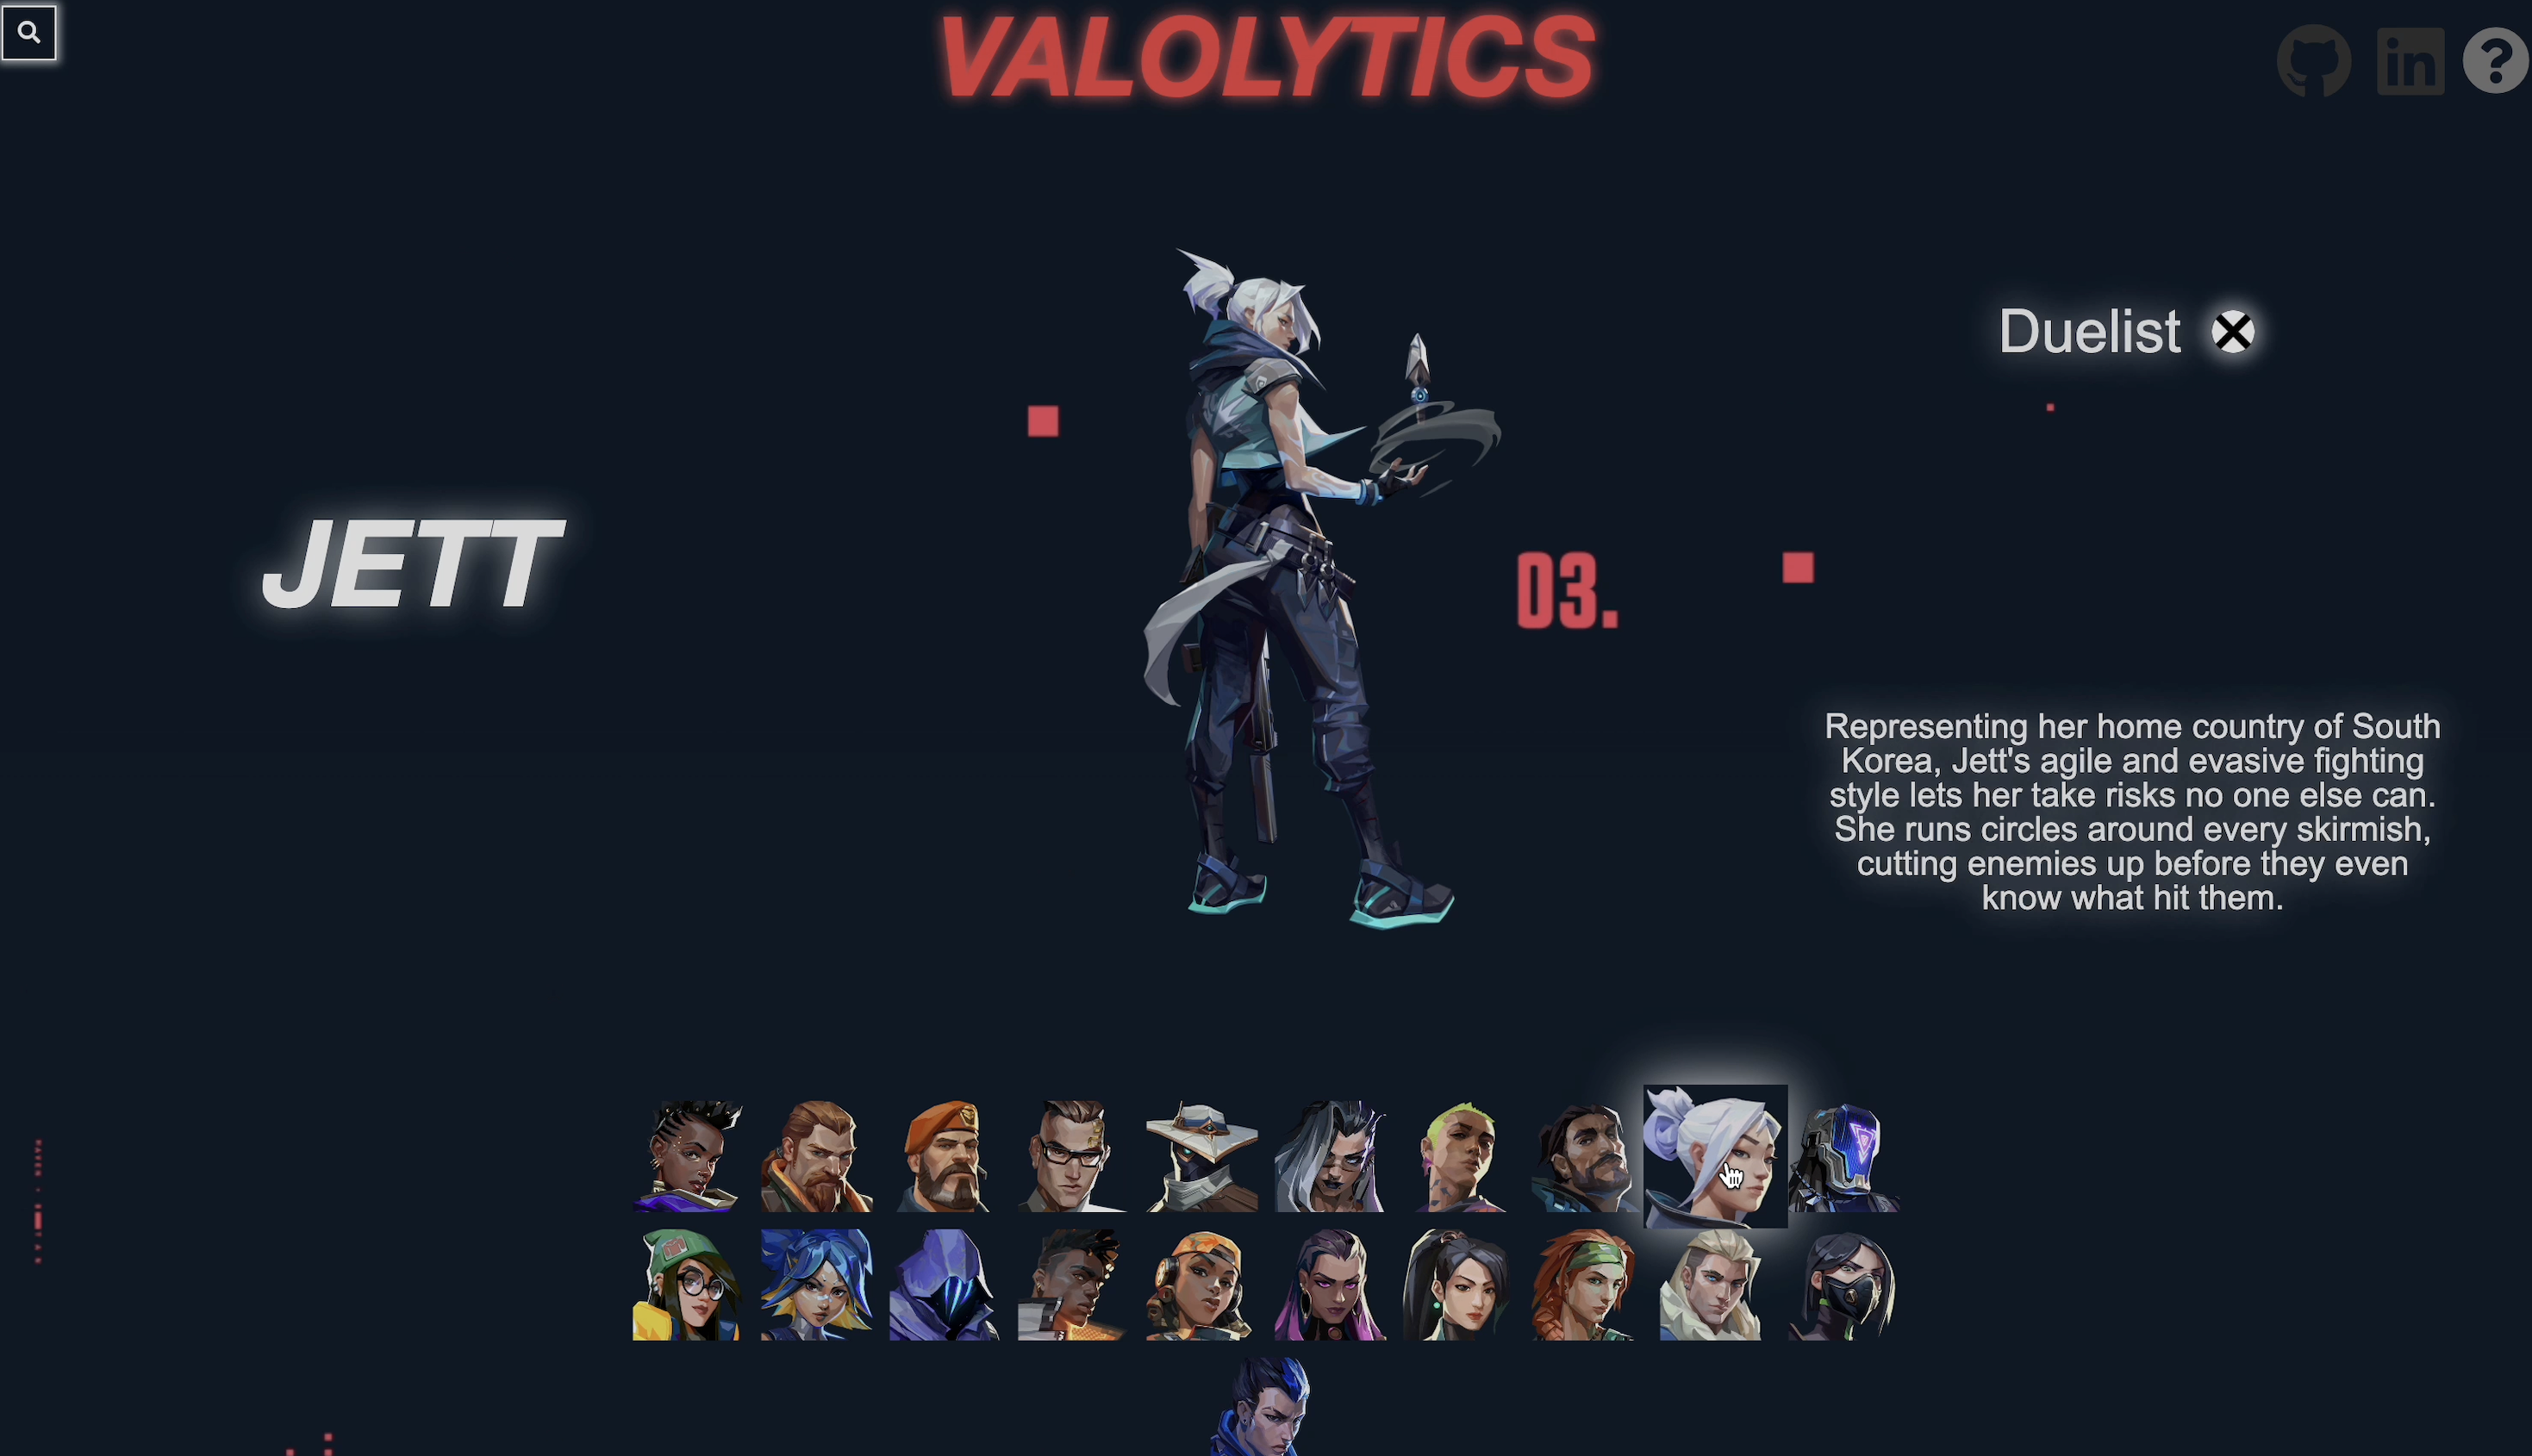 VALOLYTICS
Duelist
JETT
03.
Representing her home country of South
Korea, Jett's agile and evasive fighting
style lets her take risks no one else can.
She runs circles around every skirmish,
cutting enemies up before they even
know what hit them.